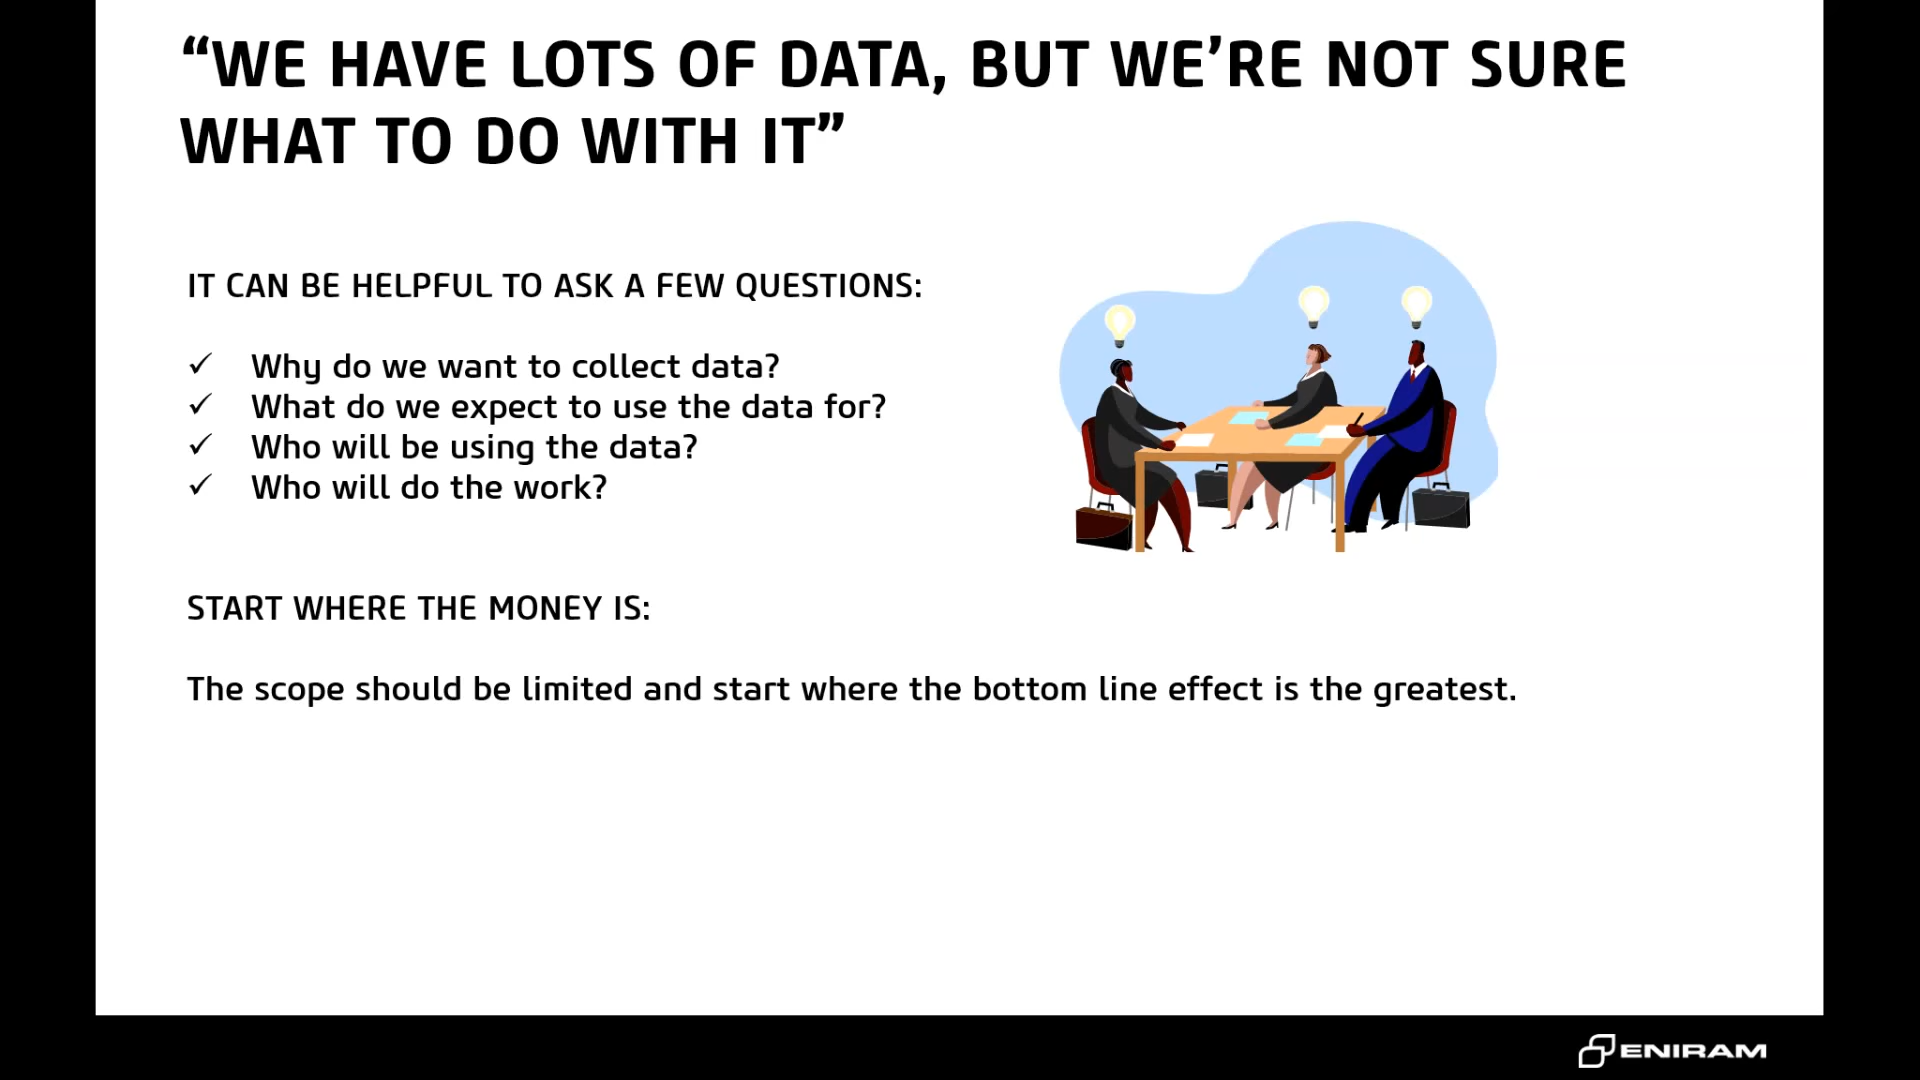 “WE HAVE LOTS OF DATA, BUT WE’RE NOT SURE
WHAT TO DO WITH IT”
IT CAN BE HELPFUL TO ASK A FEW QUESTIONS:
✓ Why do we want to collect data?
✓ What do we expect to use the data for?
✓ Who will be using the data?
✓ Who will do the work?
START WHERE THE MONEY IS:
The scope should be limited and start where the bottom line effect is the greatest.
ENIRAM